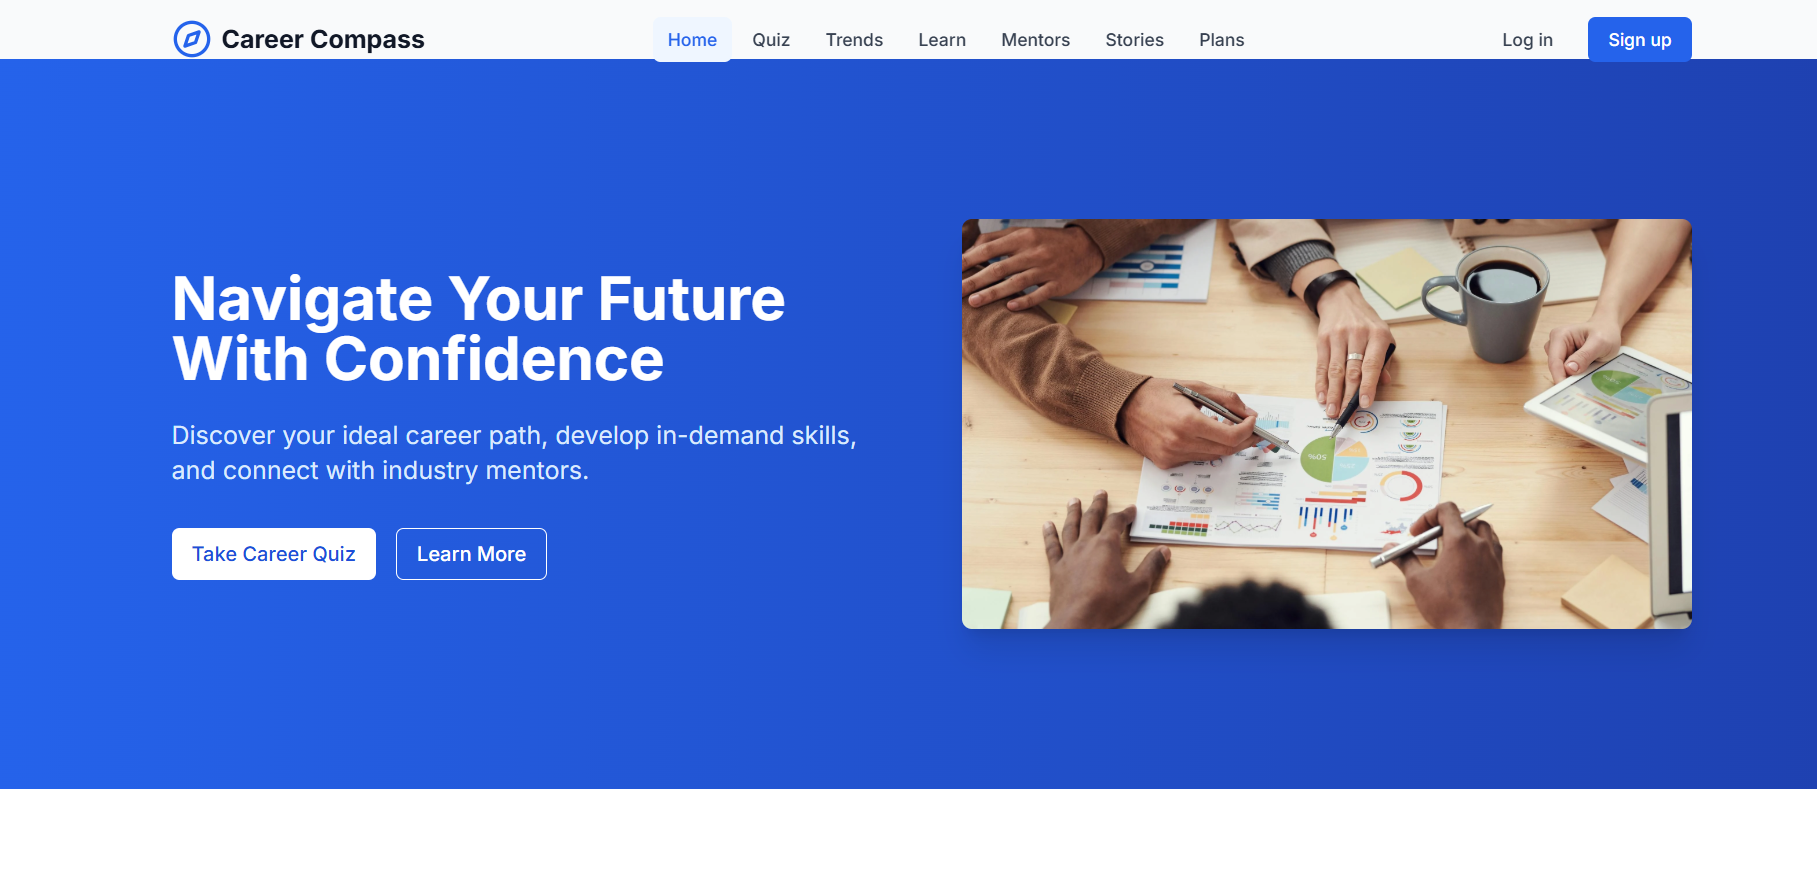 Career Compass
Home Quiz Trends Learn Mentors Stories Plans
Log in Sign up
Navigate Your Future
With Confidence
Discover your ideal career path, develop in-demand skills,
and connect with industry mentors.
Take Career Quiz Learn More
50%